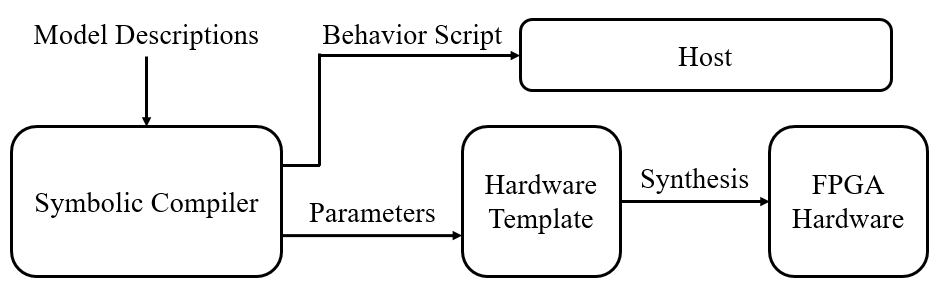 Model Descriptions
Behavior Script
Host
Symbolic Compiler
Parameters
Hardware
Template
Synthesis
FPGA
Hardware